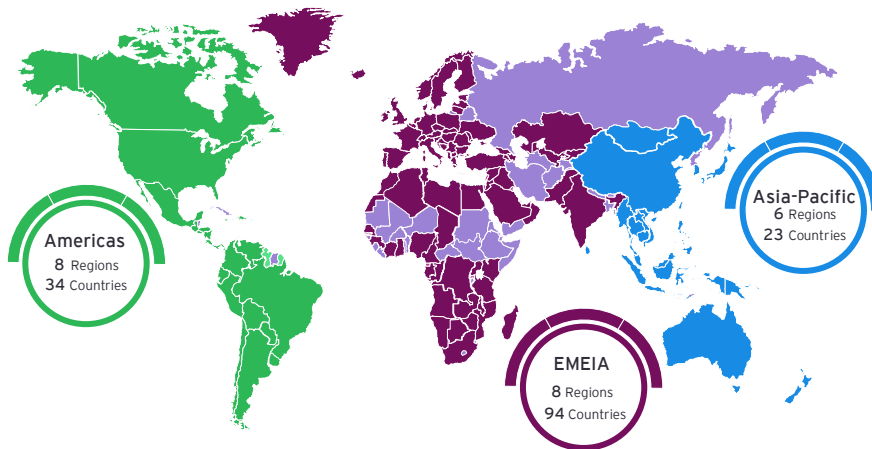 Americas
8 Regions
34 Countries
EMEIA
8 Regions
94 Countries
Asia-Pacific
6 Regions
23 Countries